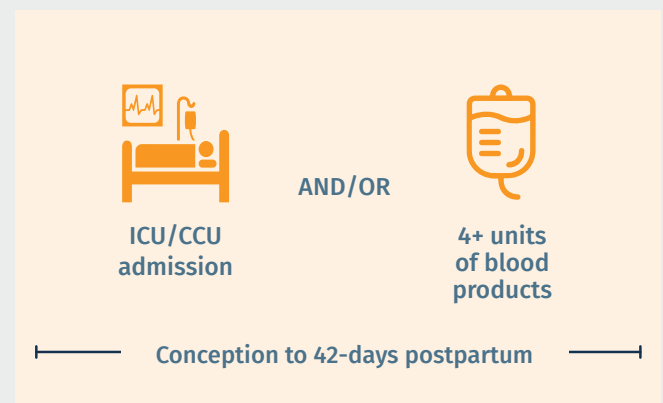 AND/OR
ICU/CCU
admission
4+ units
of blood
products
Conception to 42-days postpartum